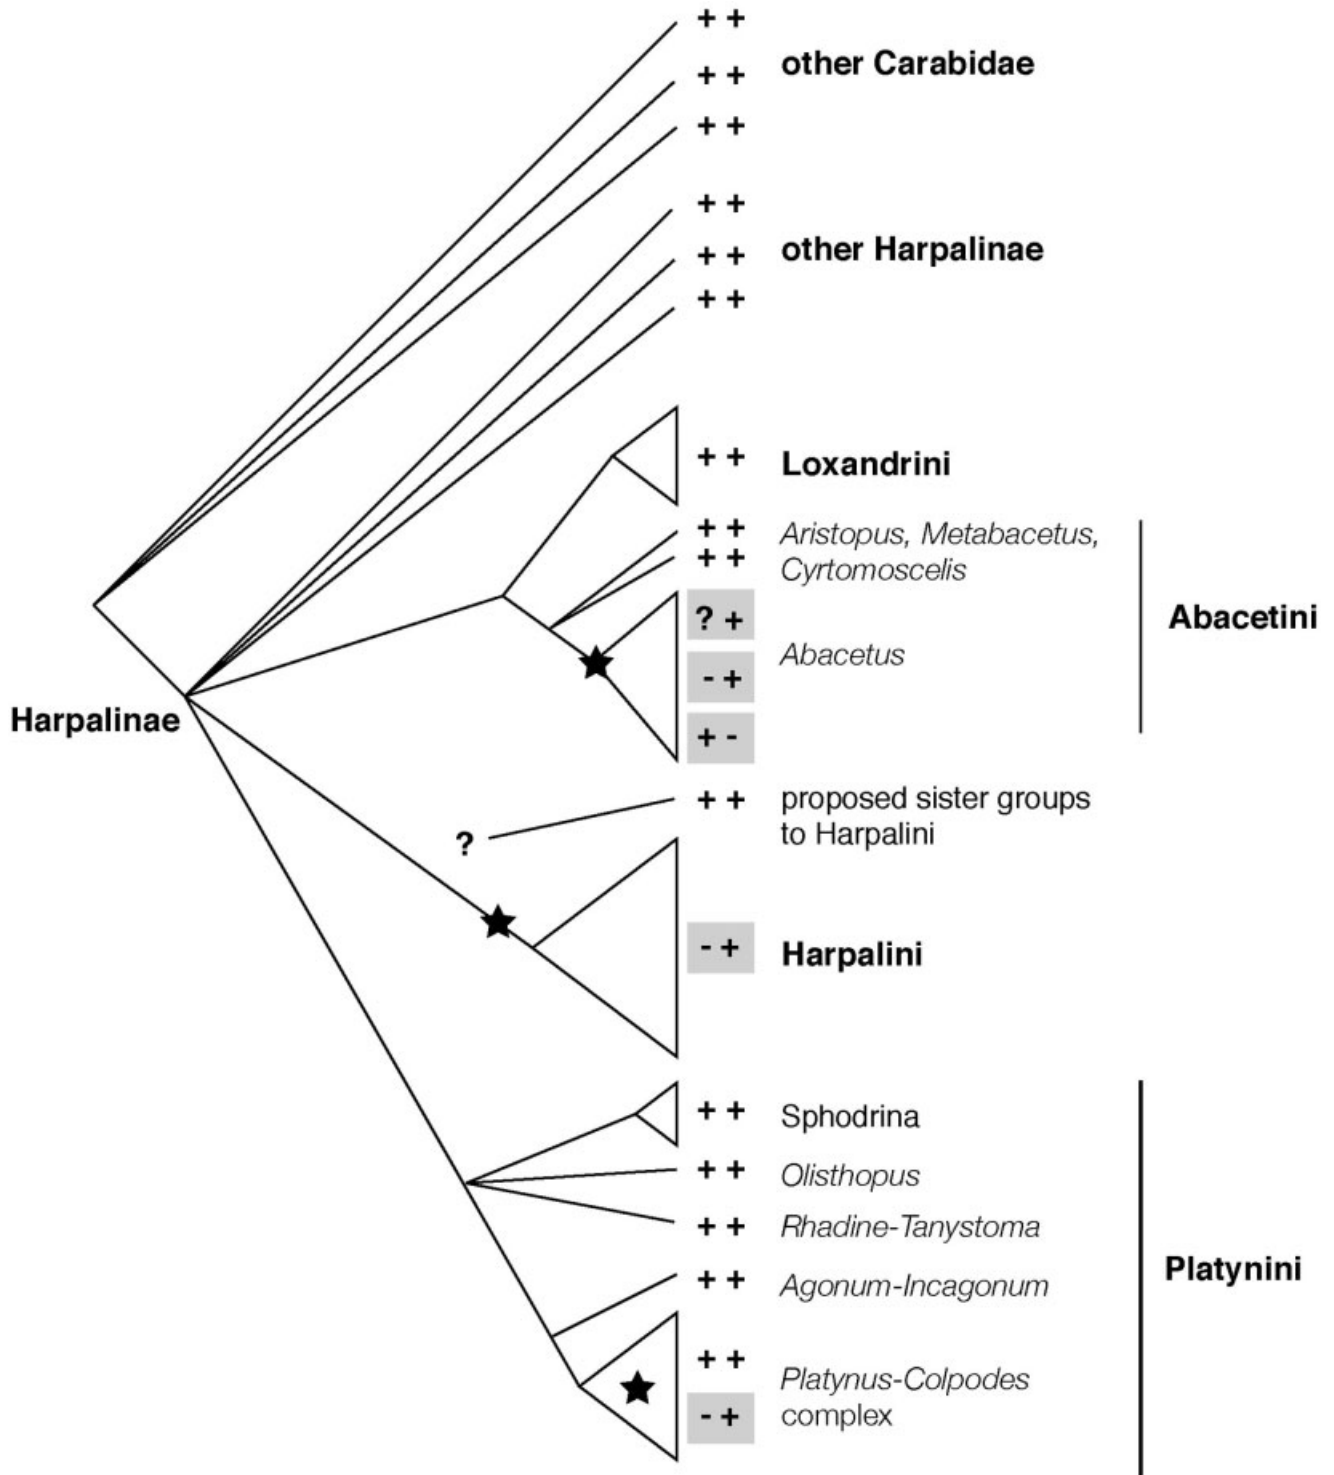 + +
other Carabidae
+ +
+ +
+ +
other Harpalinae
+ +
+ +
+ + Loxandrini
+ + Aristopus, Metabacetus,
+ + Cyrtomoscelis
? +
Abacetini
Abacetus
- +
+ -
Harpalinae
+ + proposed sister groups
to Harpalini
?
- + Harpalini
+ + Sphodrina
+ + Olisthopus
+ + Rhadine-Tanystoma
Platynini
+ + Agonum-Incagonum
+ +
Platynus-Colpodes
- + complex